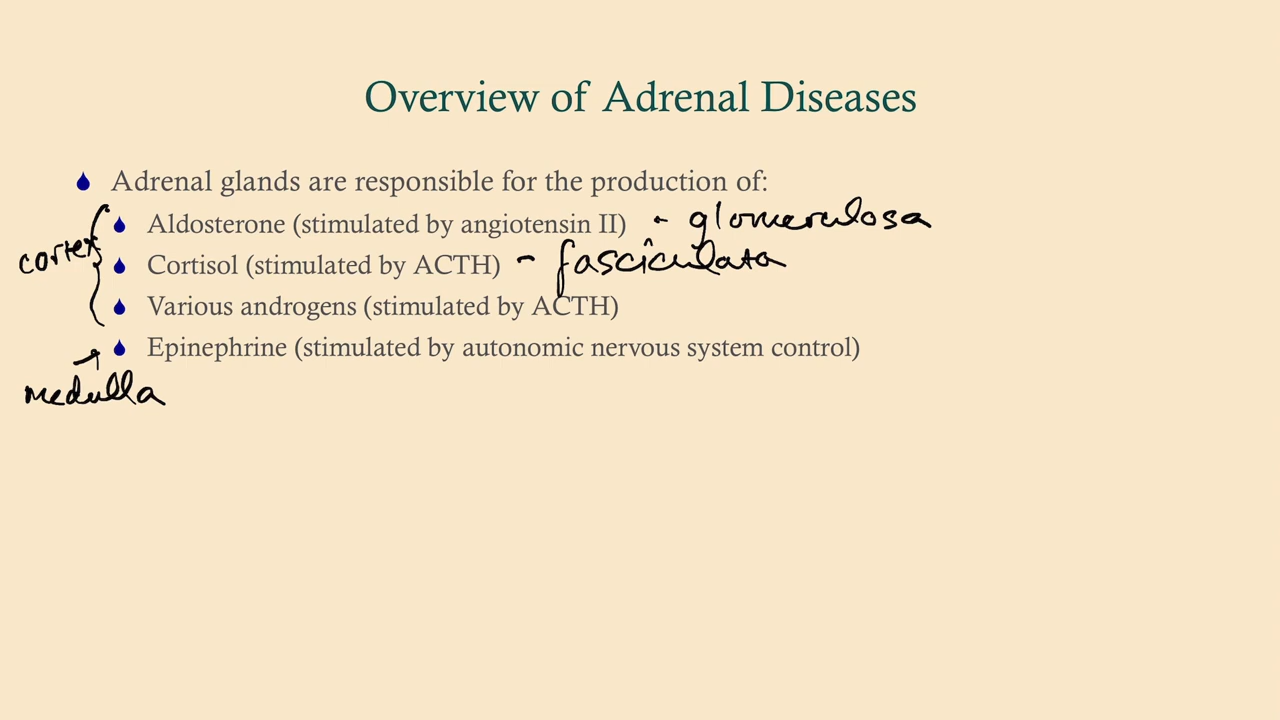 Overview of Adrenal Diseases
Adrenal glands are responsible for the production of:
Aldosterone (stimulated by angiotensin II) - glomerulosa
cortex
Cortisol (stimulated by ACTH) - fasciculata
Various androgens (stimulated by ACTH)
Epinephrine (stimulated by autonomic nervous system control)
medulla